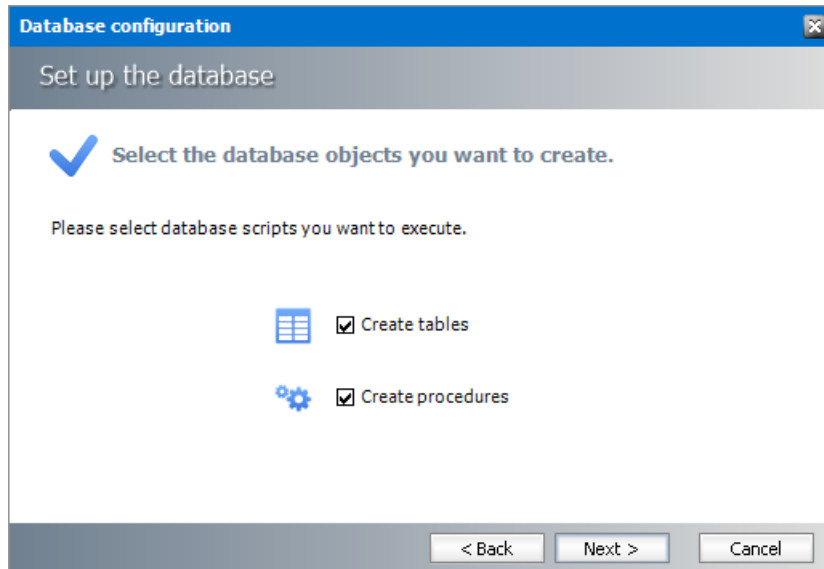 Database configuration
Set up the database
Select the database objects you want to create.
Please select database scripts you want to execute.
Create tables
Create procedures
< Back Next > Cancel